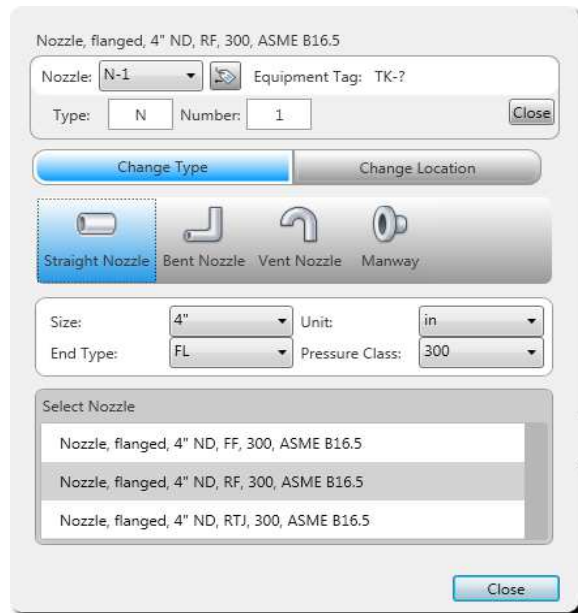 Nozzle, flanged, 4" ND, RF, 300, ASME B16.5
Nozzle: N-1 Equipment Tag: TK-?
Type: N Number: 1 Close
Change Type Change Location
Straight Nozzle Bent Nozzle Vent Nozzle Manway
Size: 4" Unit: in
End Type: FL Pressure Class: 300
Select Nozzle
Nozzle, flanged, 4" ND, FF, 300, ASME B16.5
Nozzle, flanged, 4" ND, RF, 300, ASME B16.5
Nozzle, flanged, 4" ND, RTJ, 300, ASME B16.5
Close